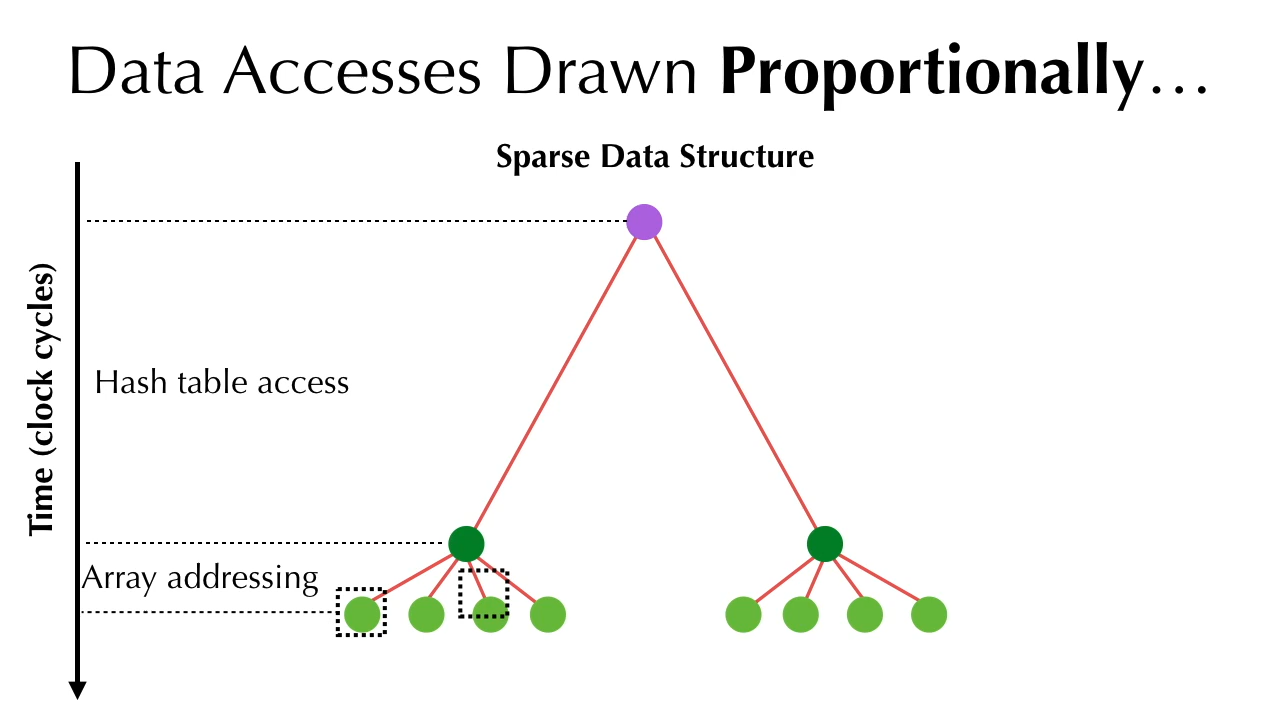 Data Accesses Drawn Proportionally…
Sparse Data Structure
Time (clock cycles)
Hash table access
Array addressing